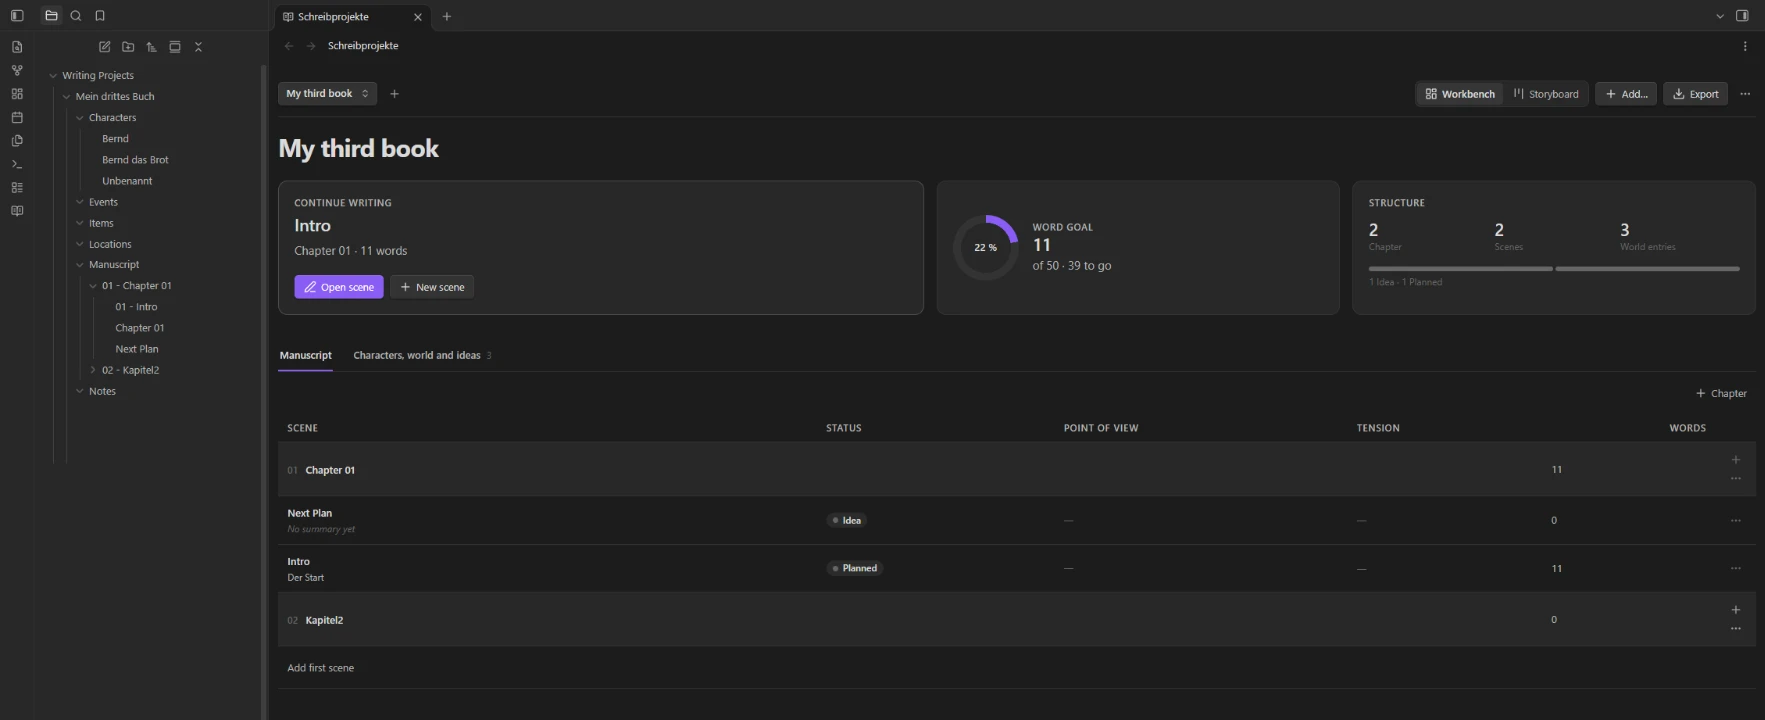 Schreibprojekte
Schreibprojekte
Writing Projects
Mein drittes Buch
Characters
Bernd
Bernd das Brot
Unbenannt
Events
Items
Locations
Manuscript
01 - Chapter 01
01 - Intro
Chapter 01
Next Plan
02 - Kapitel2
Notes
My third book
Workbench
Storyboard
Add...
Export
My third book
CONTINUE WRITING
Intro
Chapter 01 · 11 words
Open scene
New scene
22 %
WORD GOAL
11
of 50 · 39 to go
STRUCTURE
2 2 3
Chapter Scenes World entries
1 Idea · 1 Planned
Manuscript
Characters, world and ideas 3
Chapter
SCENE STATUS POINT OF VIEW TENSION WORDS
01 Chapter 01 11
Next Plan
No summary yet
Idea — — 0
Intro
Der Start
Planned — — 11
02 Kapitel2 0
Add first scene